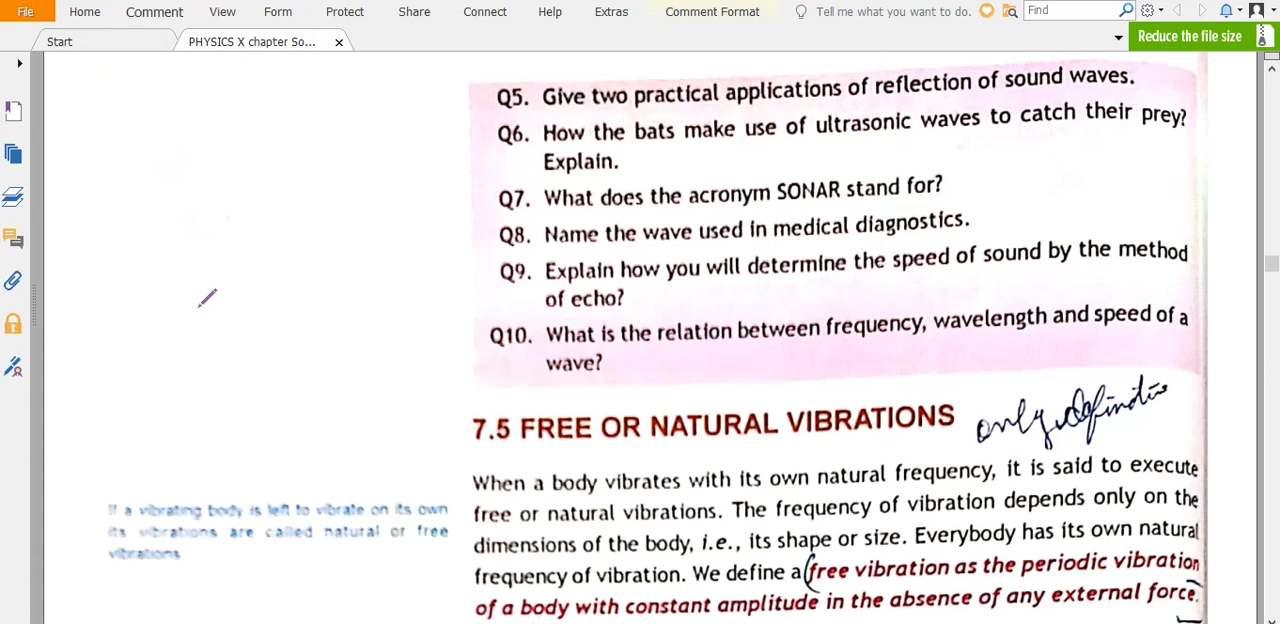 File Home Comment View Form Protect Share Connect Help Extras Comment Format Tell me what you want to do. Find
Start PHYSICS X chapter So... Reduce the file size
Q5. Give two practical applications of reflection of sound waves.
Q6. How the bats make use of ultrasonic waves to catch their prey?
Explain.
Q7. What does the acronym SONAR stand for?
Q8. Name the wave used in medical diagnostics.
Q9. Explain how you will determine the speed of sound by the method
of echo?
Q10. What is the relation between frequency, wavelength and speed of a
wave?
7.5 FREE OR NATURAL VIBRATIONS only
When a body vibrates with its own natural frequency, it is said to execute
free or natural vibrations. The frequency of vibration depends only on the
dimensions of the body, i.e., its shape or size. Everybody has its own natural
frequency of vibration. We define a free vibration as the periodic vibration
of a body with constant amplitude in the absence of any external force.
If a vibrating body is left to vibrate on its own
its vibrations are called natural or free
vibrations